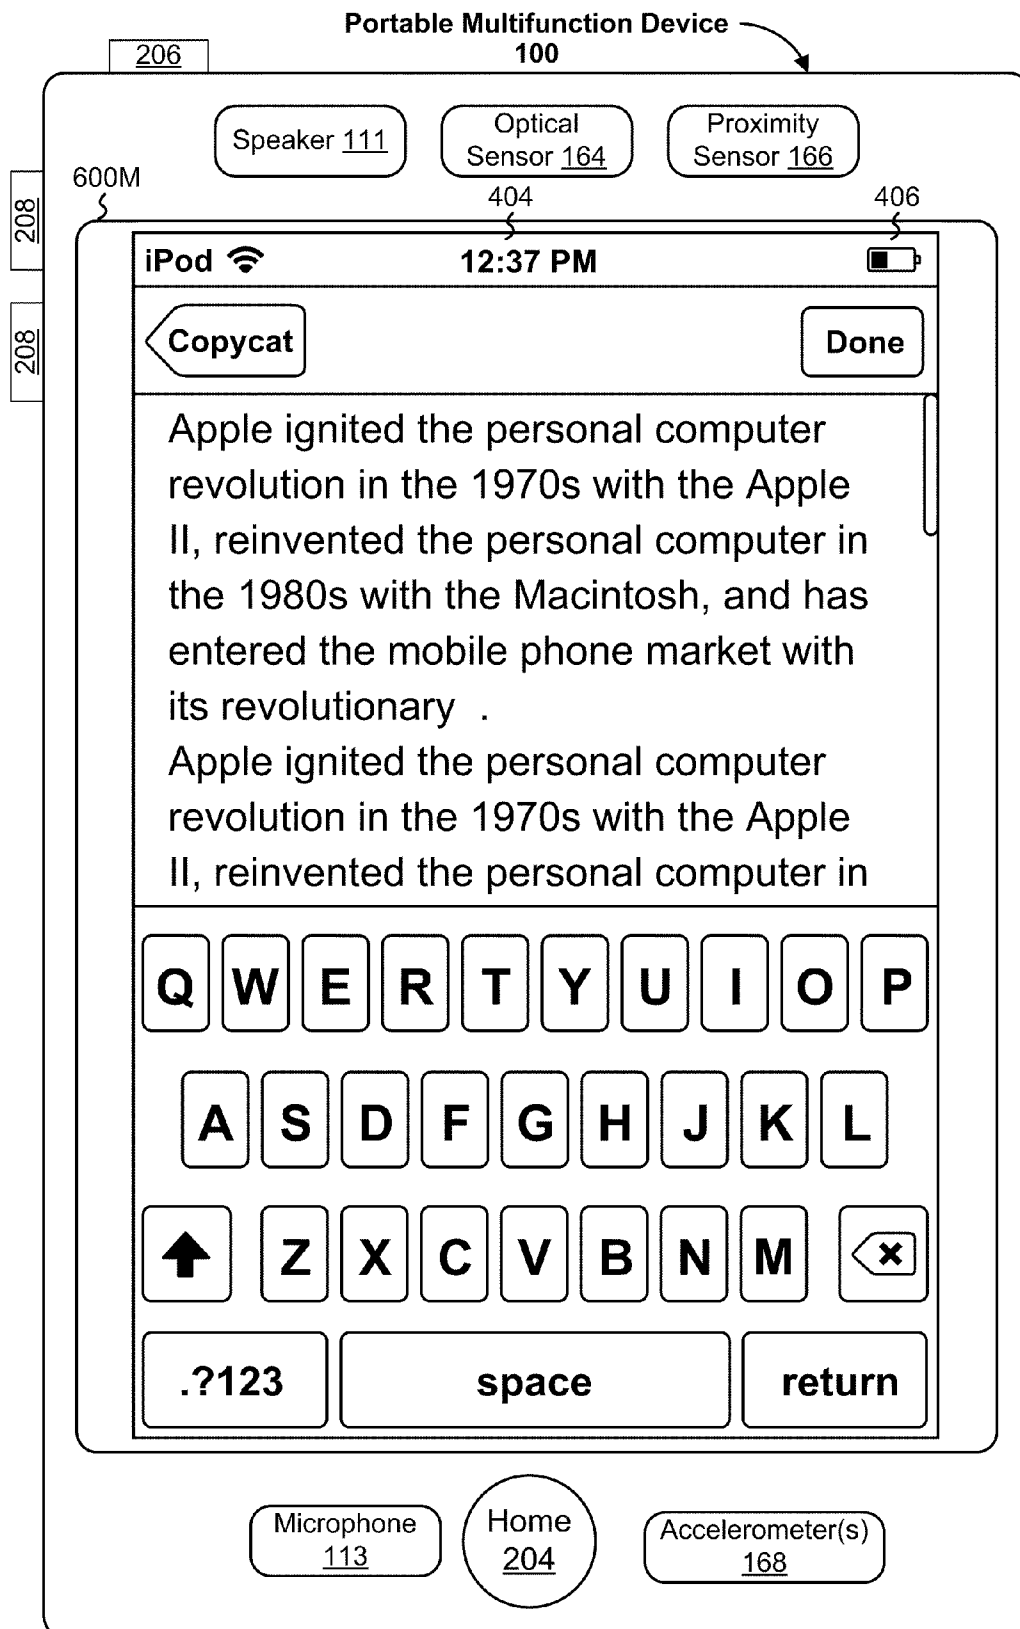 Portable Multifunction Device
100
206
Speaker 111
Optical
Sensor 164
Proximity
Sensor 166
600M
404
406
208
208
iPod
12:37 PM
Copycat
Done
Apple ignited the personal computer
revolution in the 1970s with the Apple
II, reinvented the personal computer in
the 1980s with the Macintosh, and has
entered the mobile phone market with
its revolutionary  .
Apple ignited the personal computer
revolution in the 1970s with the Apple
II, reinvented the personal computer in
Q W E R T Y U I O P
A S D F G H J K L
Z X C V B N M
.?123 space return
Microphone
113
Home
204
Accelerometer(s)
168